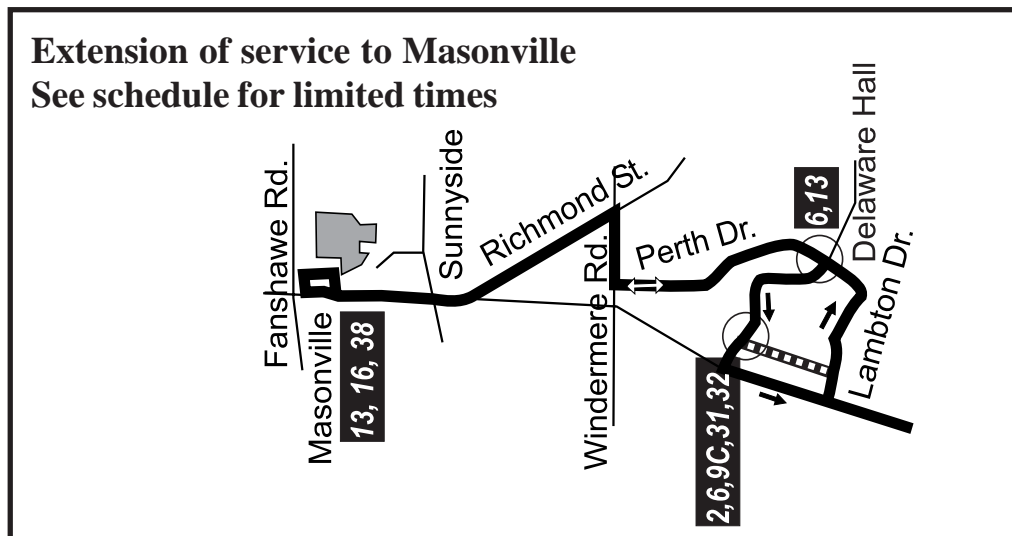 Extension of service to Masonville
See schedule for limited times
Fanshawe Rd.
Masonville
13, 16, 38
Sunnyside
Richmond St.
Windermere Rd.
Perth Dr.
6,13
Delaware Hall
Lambton Dr.
2,6,9C,31,32